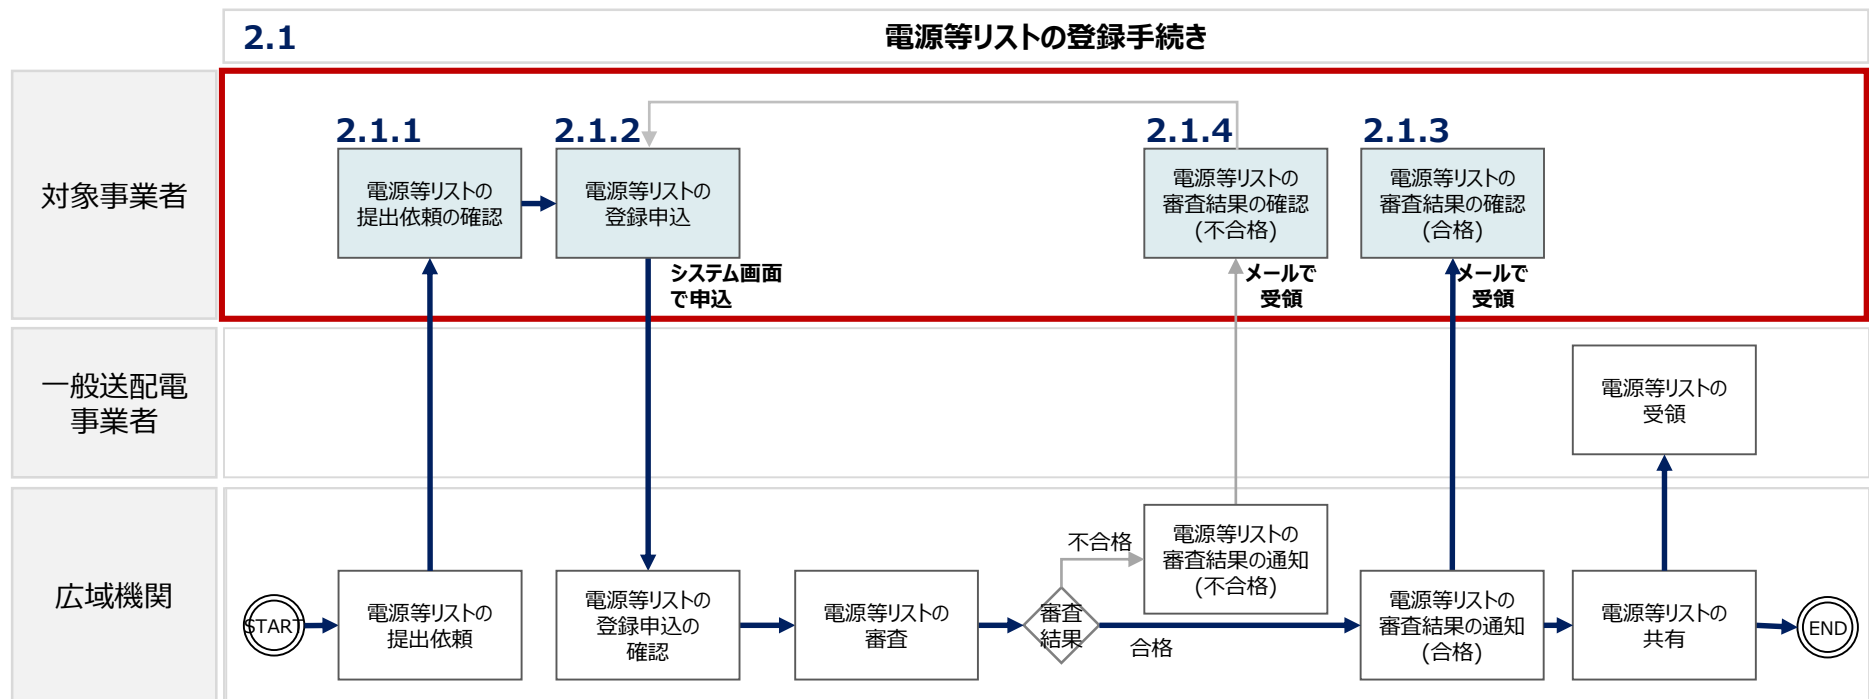 2.1
電源等リストの登録手続き
対象事業者
2.1.1
電源等リストの
提出依頼の確認
2.1.2
電源等リストの
登録申込
システム画面
で申込
2.1.4
電源等リストの
審査結果の確認
(不合格)
メールで
受領
2.1.3
電源等リストの
審査結果の確認
(合格)
メールで
受領
一般送配電
事業者
電源等リストの
受領
広域機関
START
電源等リストの
提出依頼
電源等リストの
登録申込の
確認
電源等リストの
審査
審査
結果
不合格
合格
電源等リストの
審査結果の通知
(不合格)
電源等リストの
審査結果の通知
(合格)
電源等リストの
共有
END